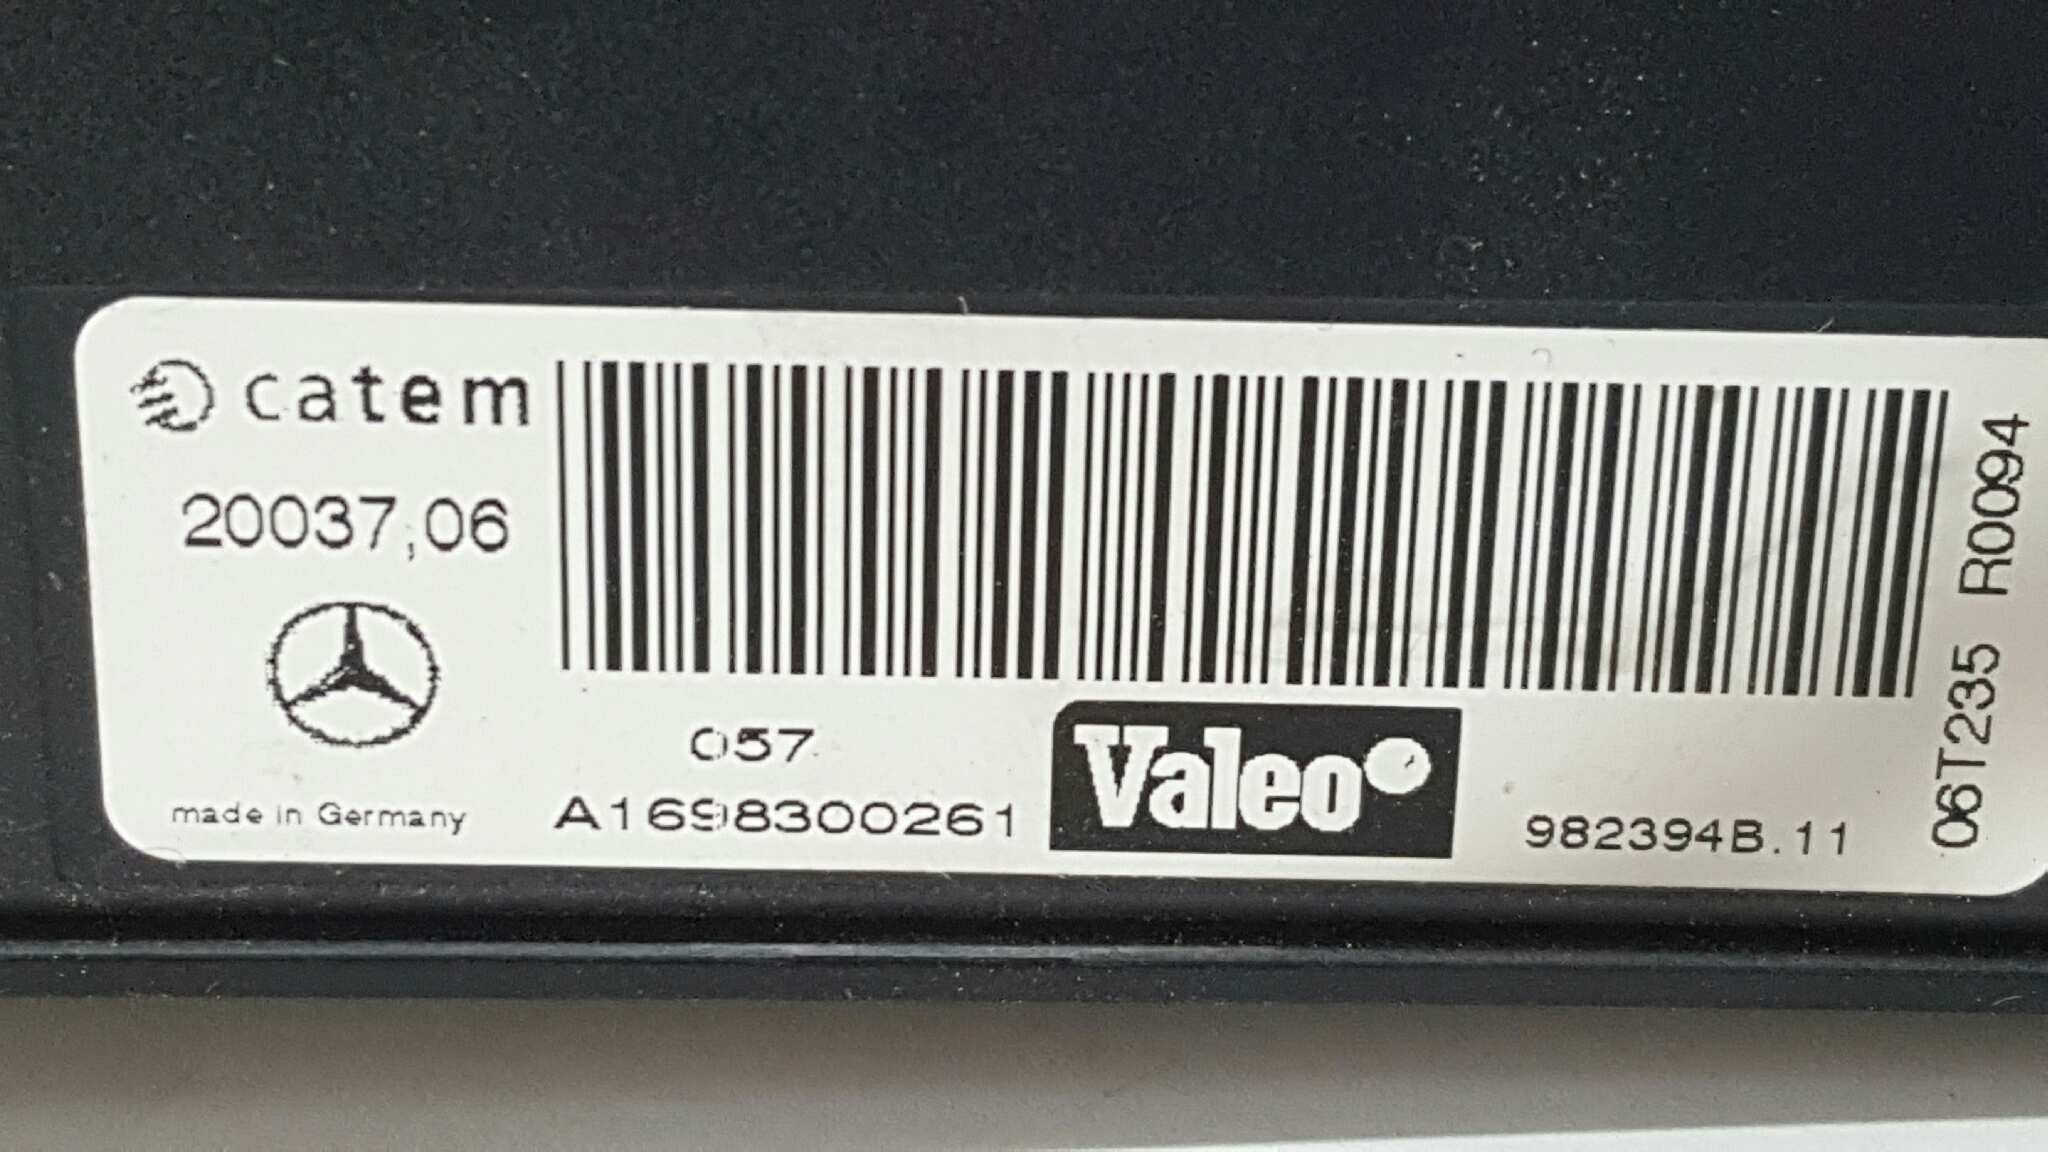 catem
20037,06
made in Germany
057
A1698300261
Valeo
982394B.11
06T235 R0094